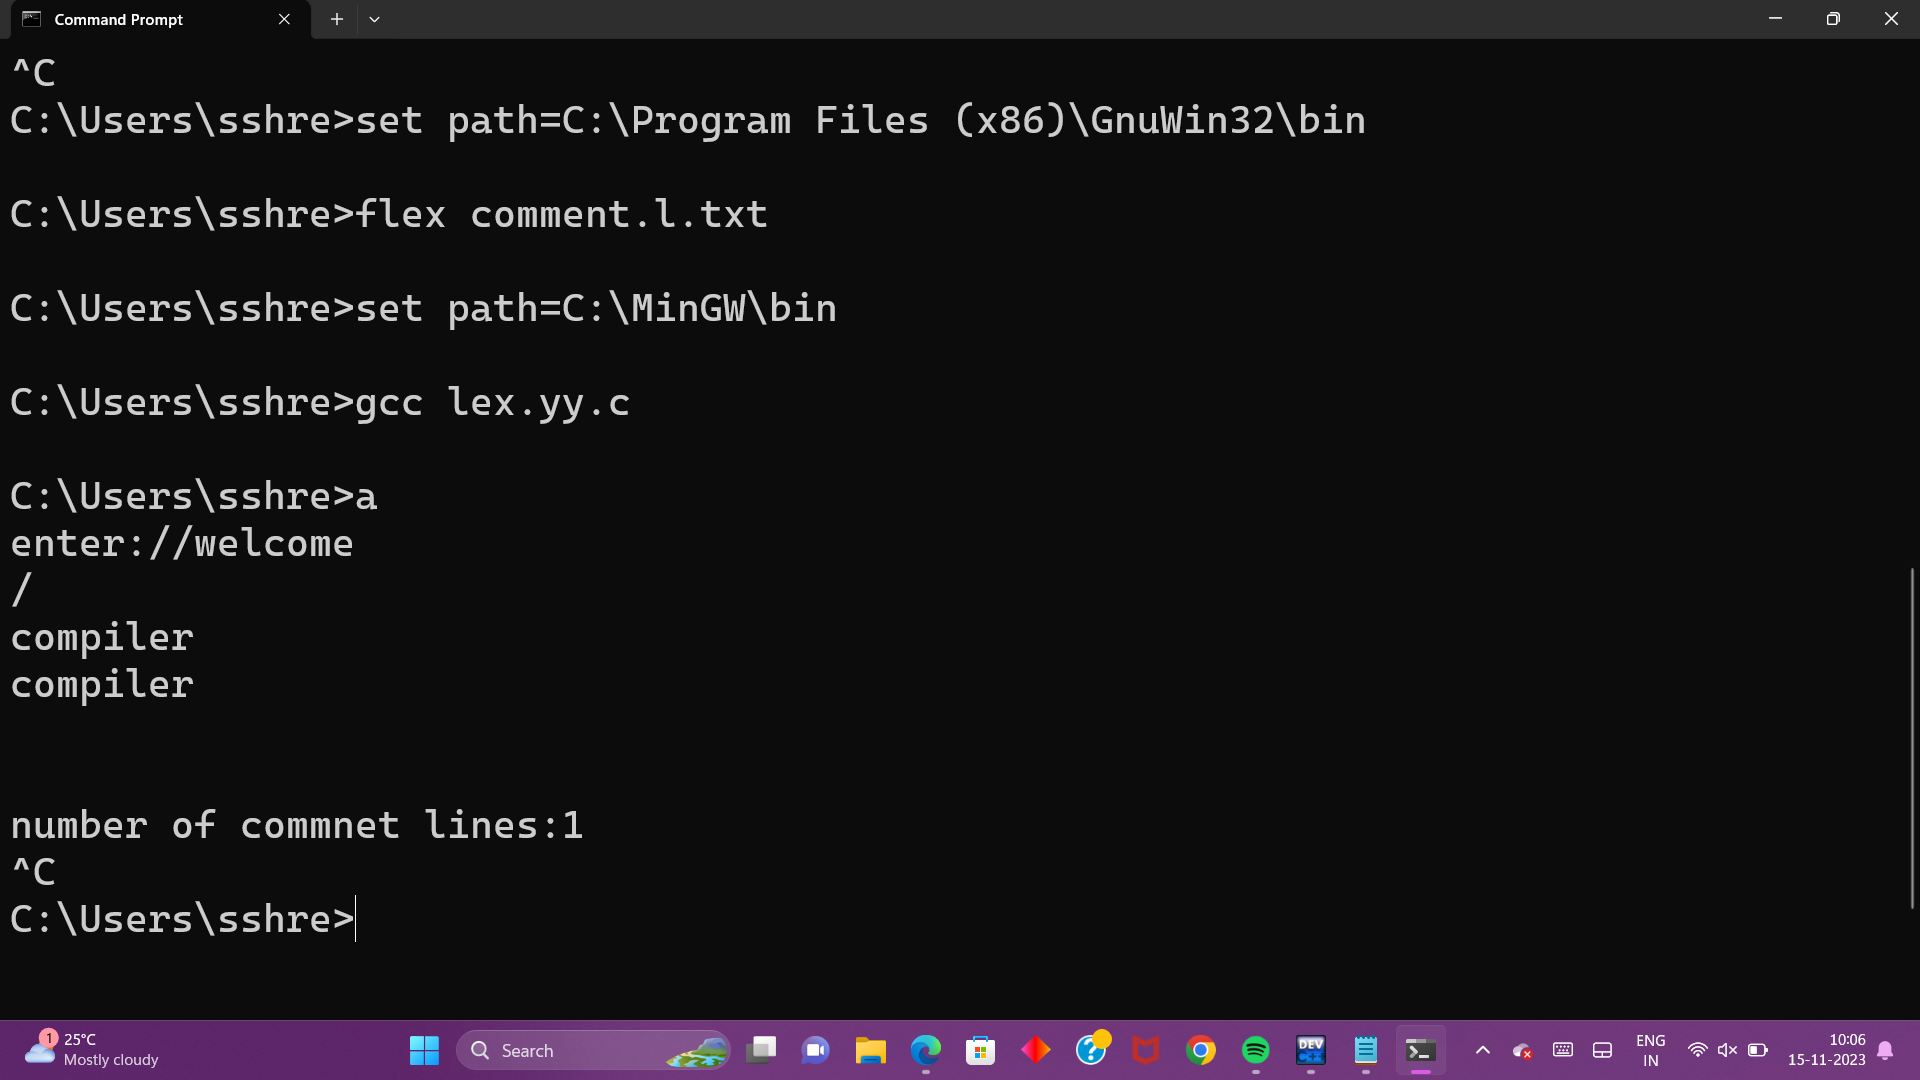 Command Prompt
^C
C:\Users\sshre>set path=C:\Program Files (x86)\GnuWin32\bin
C:\Users\sshre>flex comment.l.txt
C:\Users\sshre>set path=C:\MinGW\bin
C:\Users\sshre>gcc lex.yy.c
C:\Users\sshre>a
enter://welcome
/
compiler
compiler
number of commnet lines:1
^C
C:\Users\sshre>
1
25°C
Mostly cloudy
Search
DEV
ENG
IN
10:06
15-11-2023